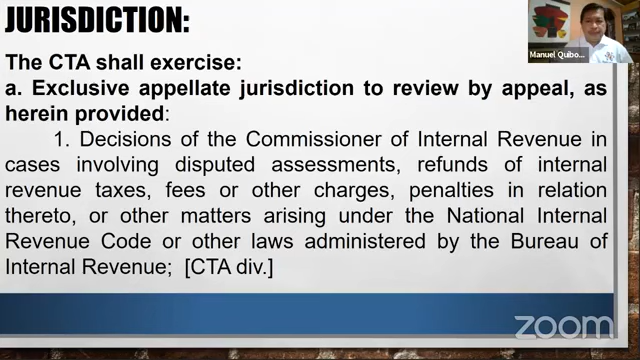 JURISDICTION:
The CTA shall exercise:
a. Exclusive appellate jurisdiction to review by appeal, as
herein provided:
1. Decisions of the Commissioner of Internal Revenue in
cases involving disputed assessments, refunds of internal
revenue taxes, fees or other charges, penalties in relation
thereto, or other matters arising under the National Internal
Revenue Code or other laws administered by the Bureau of
Internal Revenue; [CTA div.]
Manuel Quibo...
zoom